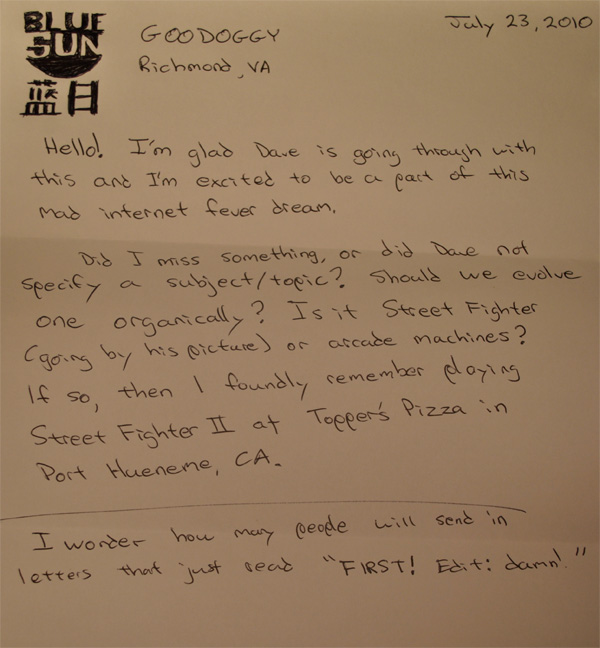 BLUE
SUN
蓝日
GOODOGGY
Richmond, VA
July 23, 2010
Hello! I'm glad Dave is going through with
this and I'm excited to be a part of this
mad internet fever dream.
Did I miss something, or did Dave not
specify a subject/topic? Should we evolve
one organically? Is it Street Fighter
(going by his picture) or arcade machines?
If so, then I foundly remember playing
Street Fighter II at Topper's Pizza in
Port Hueneme, CA.
I wonder how many people will send in
letters that just read "FIRST! Edit: damn!"